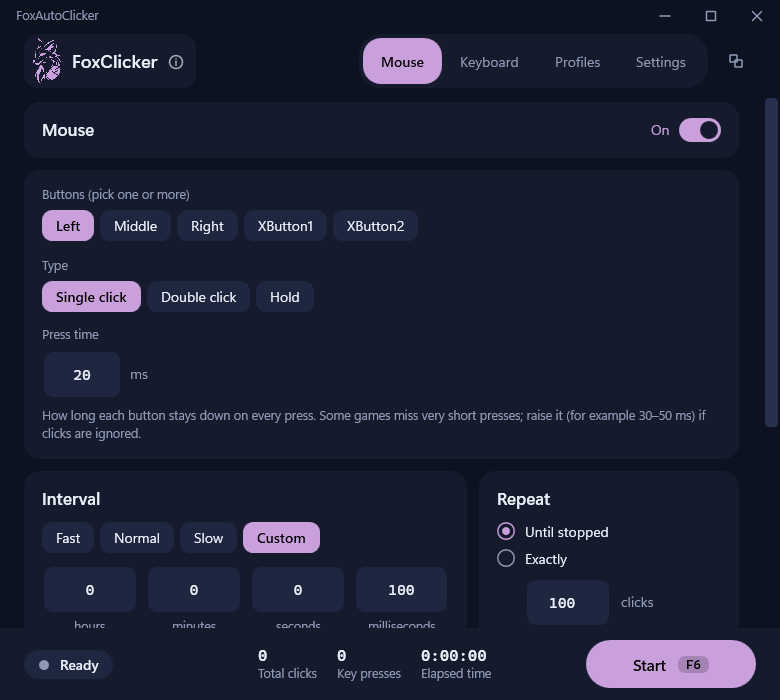 FoxAutoClicker
FoxClicker
Mouse
Keyboard
Profiles
Settings
Mouse
On
Buttons (pick one or more)
Left
Middle
Right
XButton1
XButton2
Type
Single click
Double click
Hold
Press time
20
ms
How long each button stays down on every press. Some games miss very short presses; raise it (for example 30–50 ms) if
clicks are ignored.
Interval
Fast
Normal
Slow
Custom
0
0
0
100
hours
minutes
seconds
milliseconds
Repeat
Until stopped
Exactly
100
clicks
Ready
0
Total clicks
0
Key presses
0:00:00
Elapsed time
Start
F6